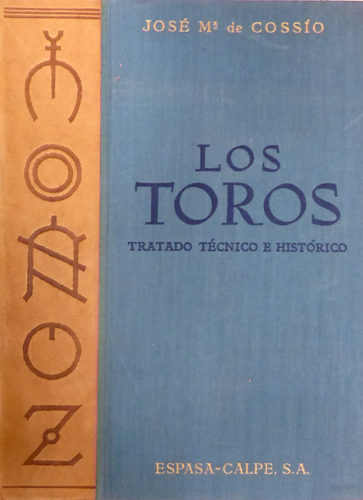 JOSÉ Mª de COSSÍO
LOS
TOROS
TRATADO TÉCNICO E HISTÓRICO
ESPASA-CALPE, S.A.